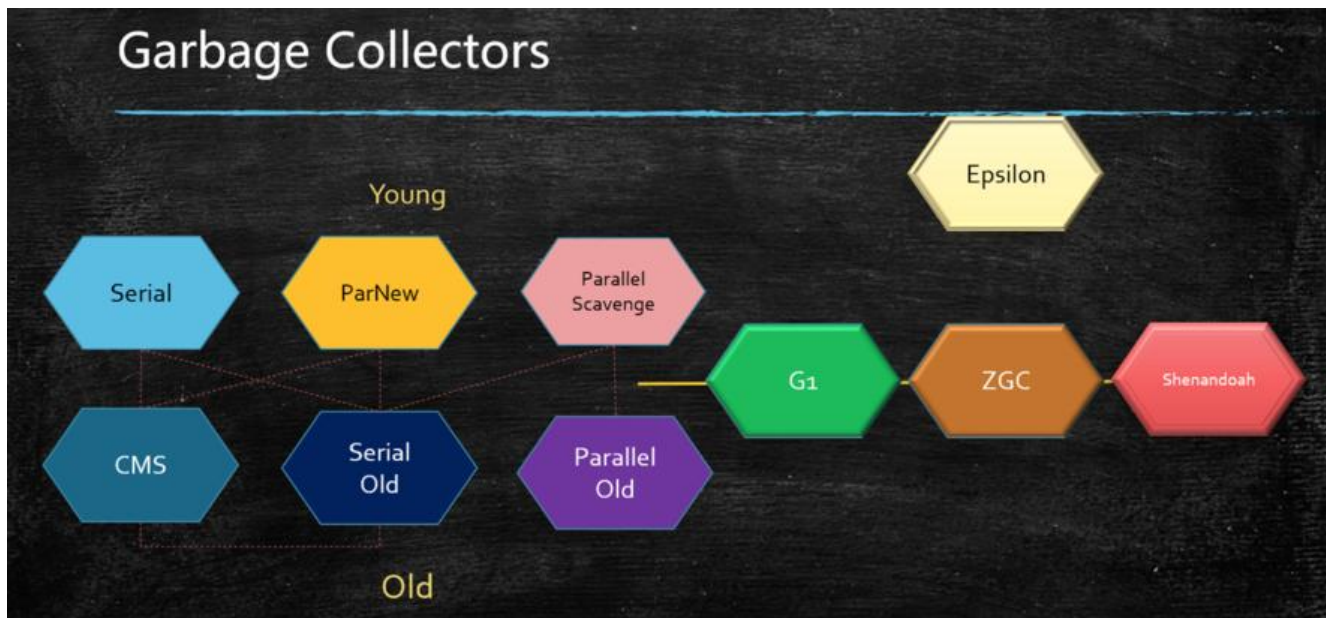 Garbage Collectors
Epsilon
Young
Serial
ParNew
Parallel
Scavenge
G1
ZGC
Shenandoah
CMS
Serial
Old
Parallel
Old
Old